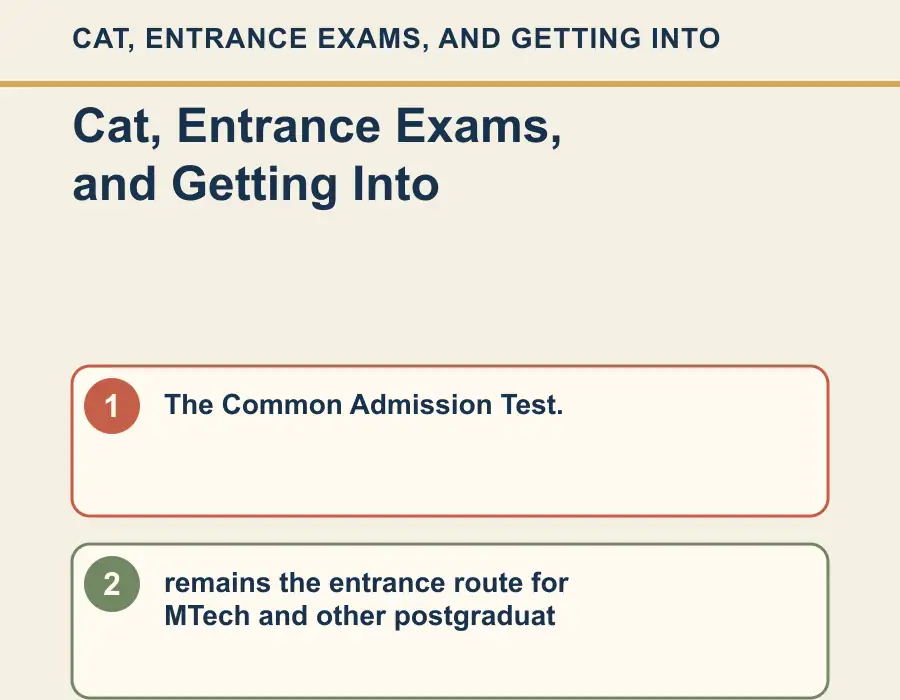 CAT, ENTRANCE EXAMS, AND GETTING INTO
Cat, Entrance Exams,
and Getting Into
1
The Common Admission Test.
2
remains the entrance route for
MTech and other postgraduat